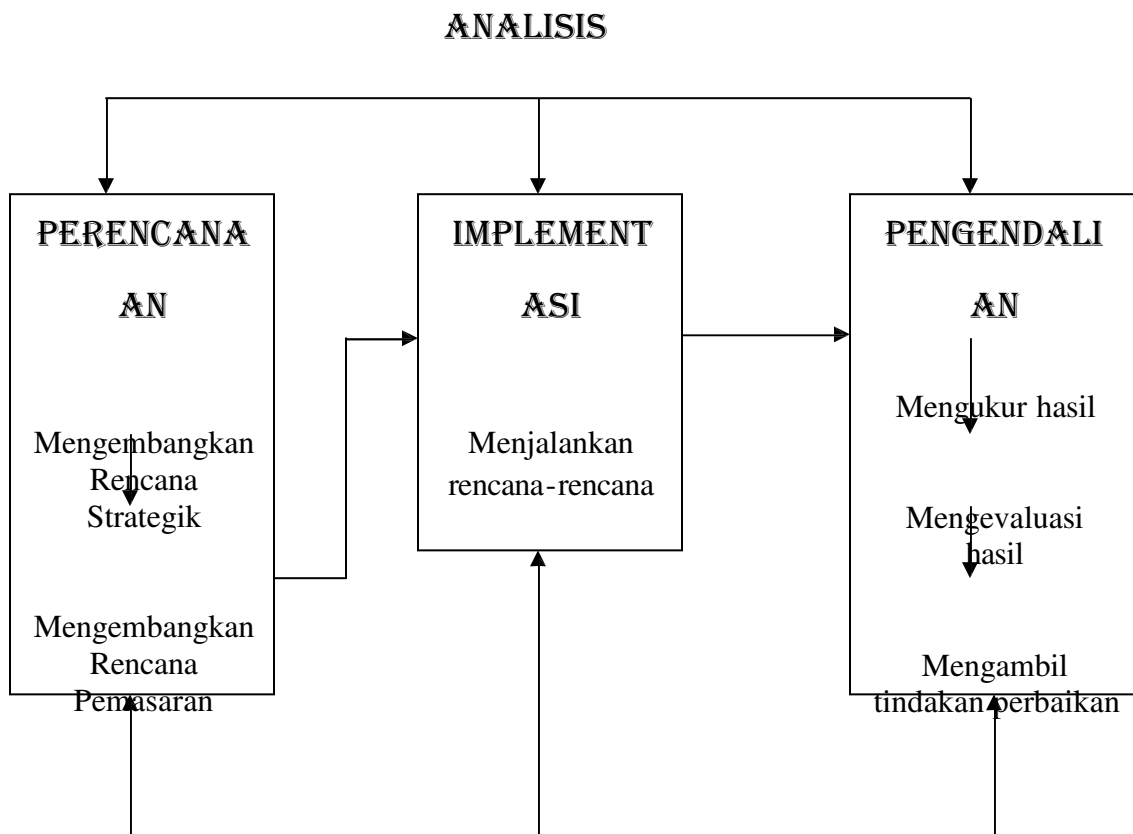 ANALISIS
PERENCANA
AN
Mengembangkan
Rencana
Strategik
Mengembangkan
Rencana
Pemasaran
IMPLEMENT
ASI
Menjalankan
rencana-rencana
PENGENDALI
AN
Mengukur hasil
Mengevaluasi
hasil
Mengambil
tindakan perbaikan